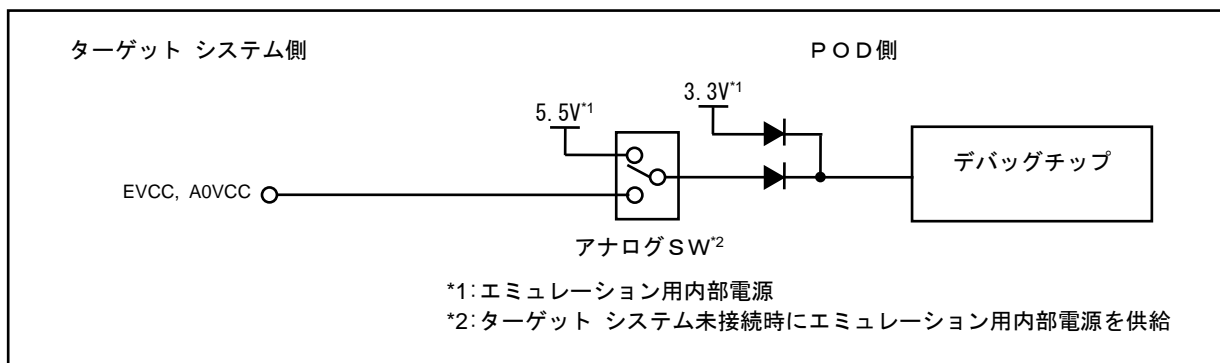 ターゲット システム側
ＰＯＤ側
3.3V*1
5.5V*1
デバッグチップ
EVCC, A0VCC
アナログＳＷ*2
*1:エミュレーション用内部電源
*2:ターゲット システム未接続時にエミュレーション用内部電源を供給